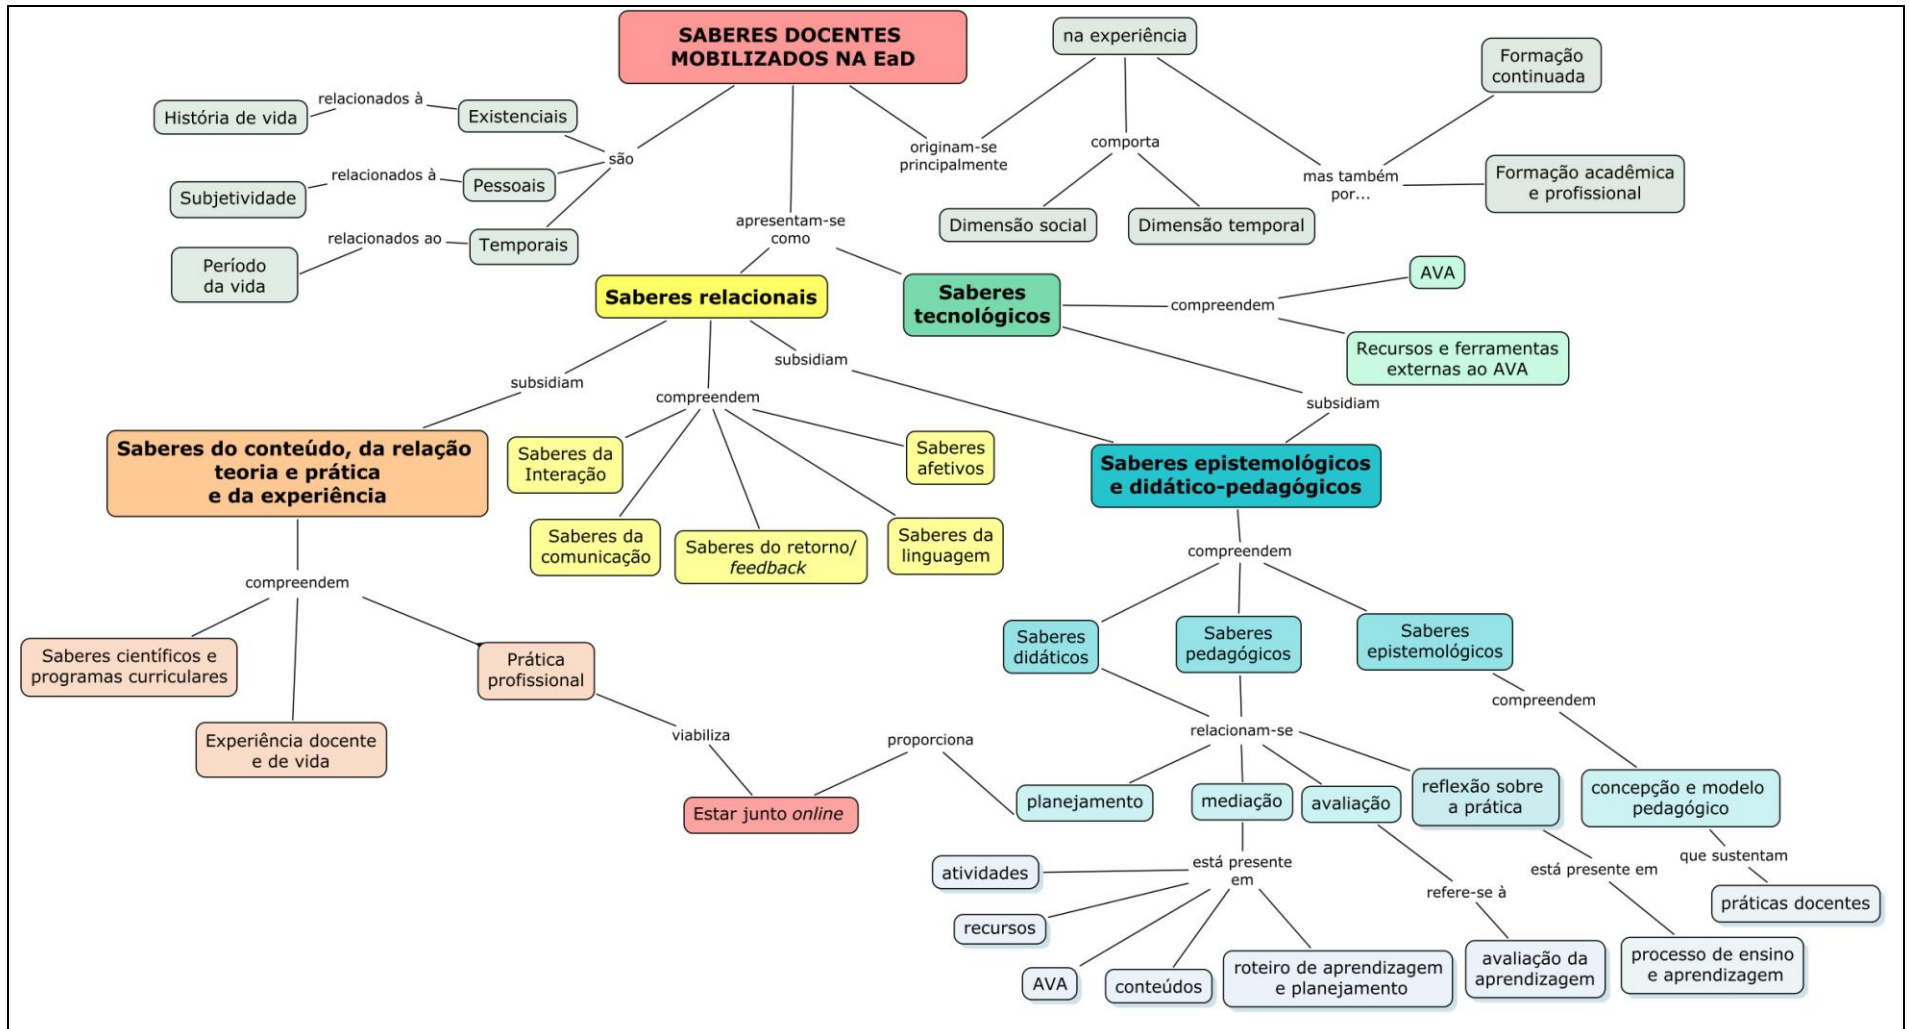 SABERES DOCENTES
MOBILIZADOS NA EaD
na experiência
Formação
continuada
História de vida
relacionados à
Existenciais
são
originam-se
principalmente
comporta
mas também
por...
Formação acadêmica
e profissional
Subjetividade
relacionados à
Pessoais
Dimensão social
Dimensão temporal
apresentam-se
como
Período
da vida
relacionados ao
Temporais
Saberes relacionais
Saberes
tecnológicos
compreendem
AVA
Recursos e ferramentas
externas ao AVA
subsidiam
subsidiam
subsidiam
compreendem
Saberes do conteúdo, da relação
teoria e prática
e da experiência
Saberes da
Interação
Saberes
afetivos
Saberes epistemológicos
e didático-pedagógicos
Saberes da
comunicação
Saberes do retorno/
feedback
Saberes da
linguagem
compreendem
compreendem
Saberes científicos e
programas curriculares
Prática
profissional
Experiência docente
e de vida
Saberes
didáticos
Saberes
pedagógicos
Saberes
epistemológicos
compreendem
viabiliza
proporciona
relacionam-se
Estar junto online
planejamento
mediação
avaliação
reflexão sobre
a prática
concepção e modelo
pedagógico
está presente
em
refere-se à
está presente em
que sustentam
atividades
recursos
AVA
conteúdos
roteiro de aprendizagem
e planejamento
avaliação da
aprendizagem
processo de ensino
e aprendizagem
práticas docentes